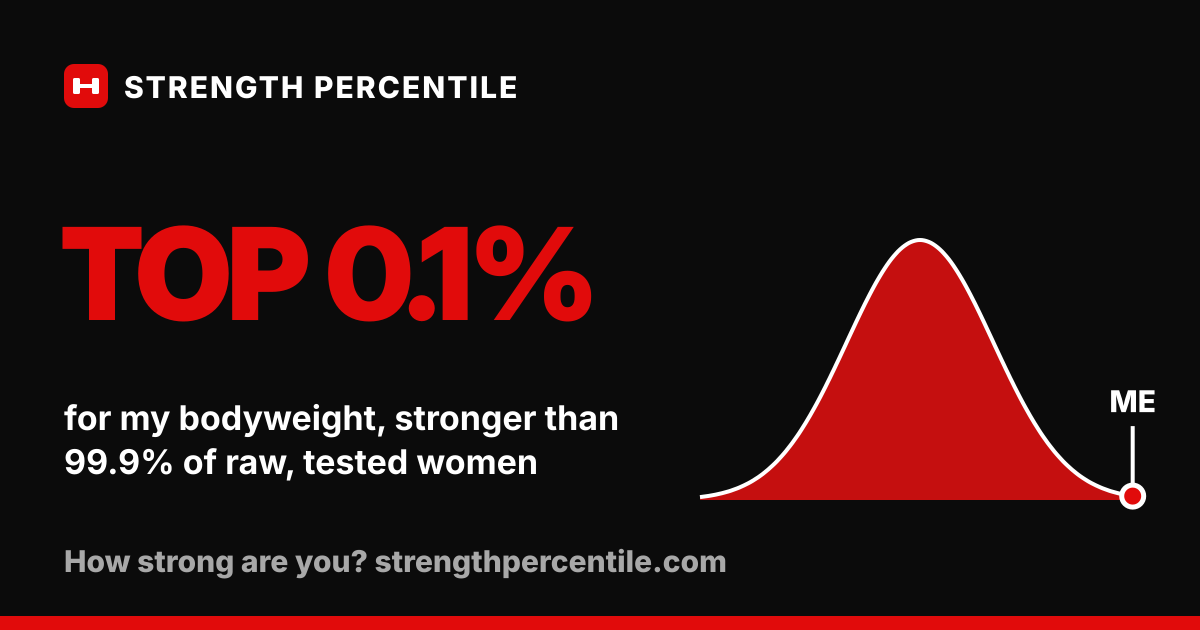 STRENGTH PERCENTILE
TOP 0.1%
for my bodyweight, stronger than
99.9% of raw, tested women
ME
How strong are you? strengthpercentile.com